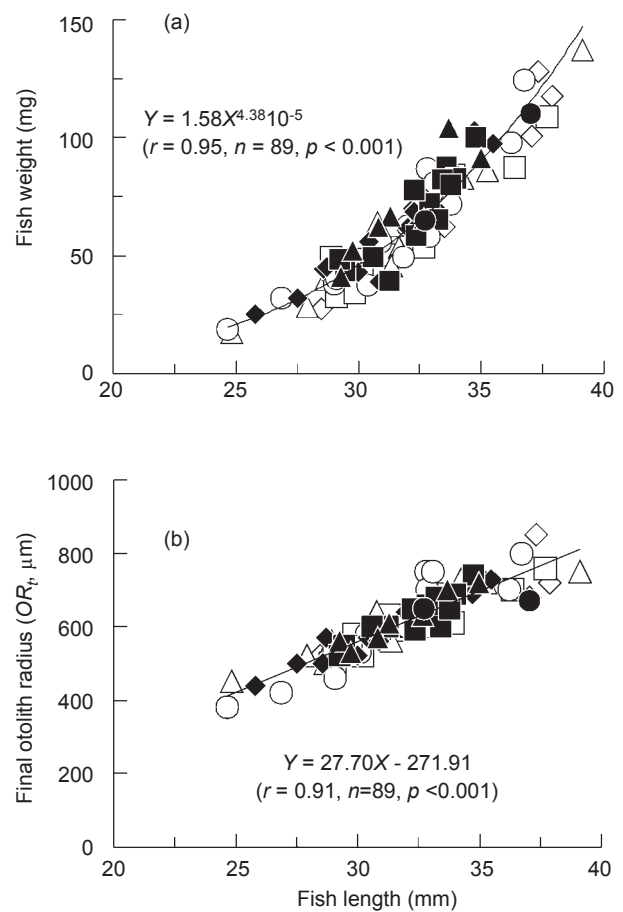 (a)
150
100
50
0
Fish weight (mg)
Y = 1.58X^4.38 10^-5
(r = 0.95, n = 89, p < 0.001)
20 25 30 35 40
(b)
1000
800
600
400
200
0
Final otolith radius (OR_t, μm)
Y = 27.70X - 271.91
(r = 0.91, n=89, p <0.001)
20 25 30 35 40
Fish length (mm)